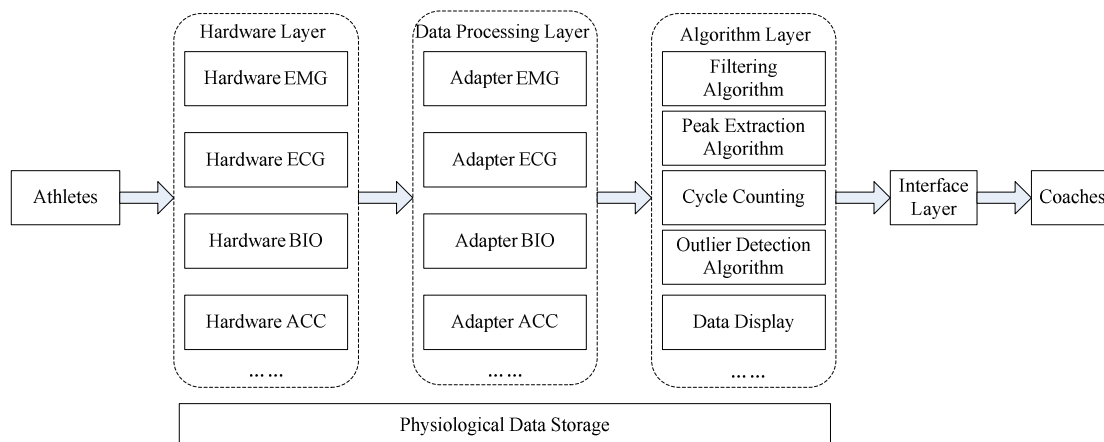 Athletes
Hardware Layer
Hardware EMG
Hardware ECG
Hardware BIO
Hardware ACC
……
Data Processing Layer
Adapter EMG
Adapter ECG
Adapter BIO
Adapter ACC
……
Algorithm Layer
Filtering
Algorithm
Peak Extraction
Algorithm
Cycle Counting
Outlier Detection
Algorithm
Data Display
……
Interface
Layer
Coaches
Physiological Data Storage